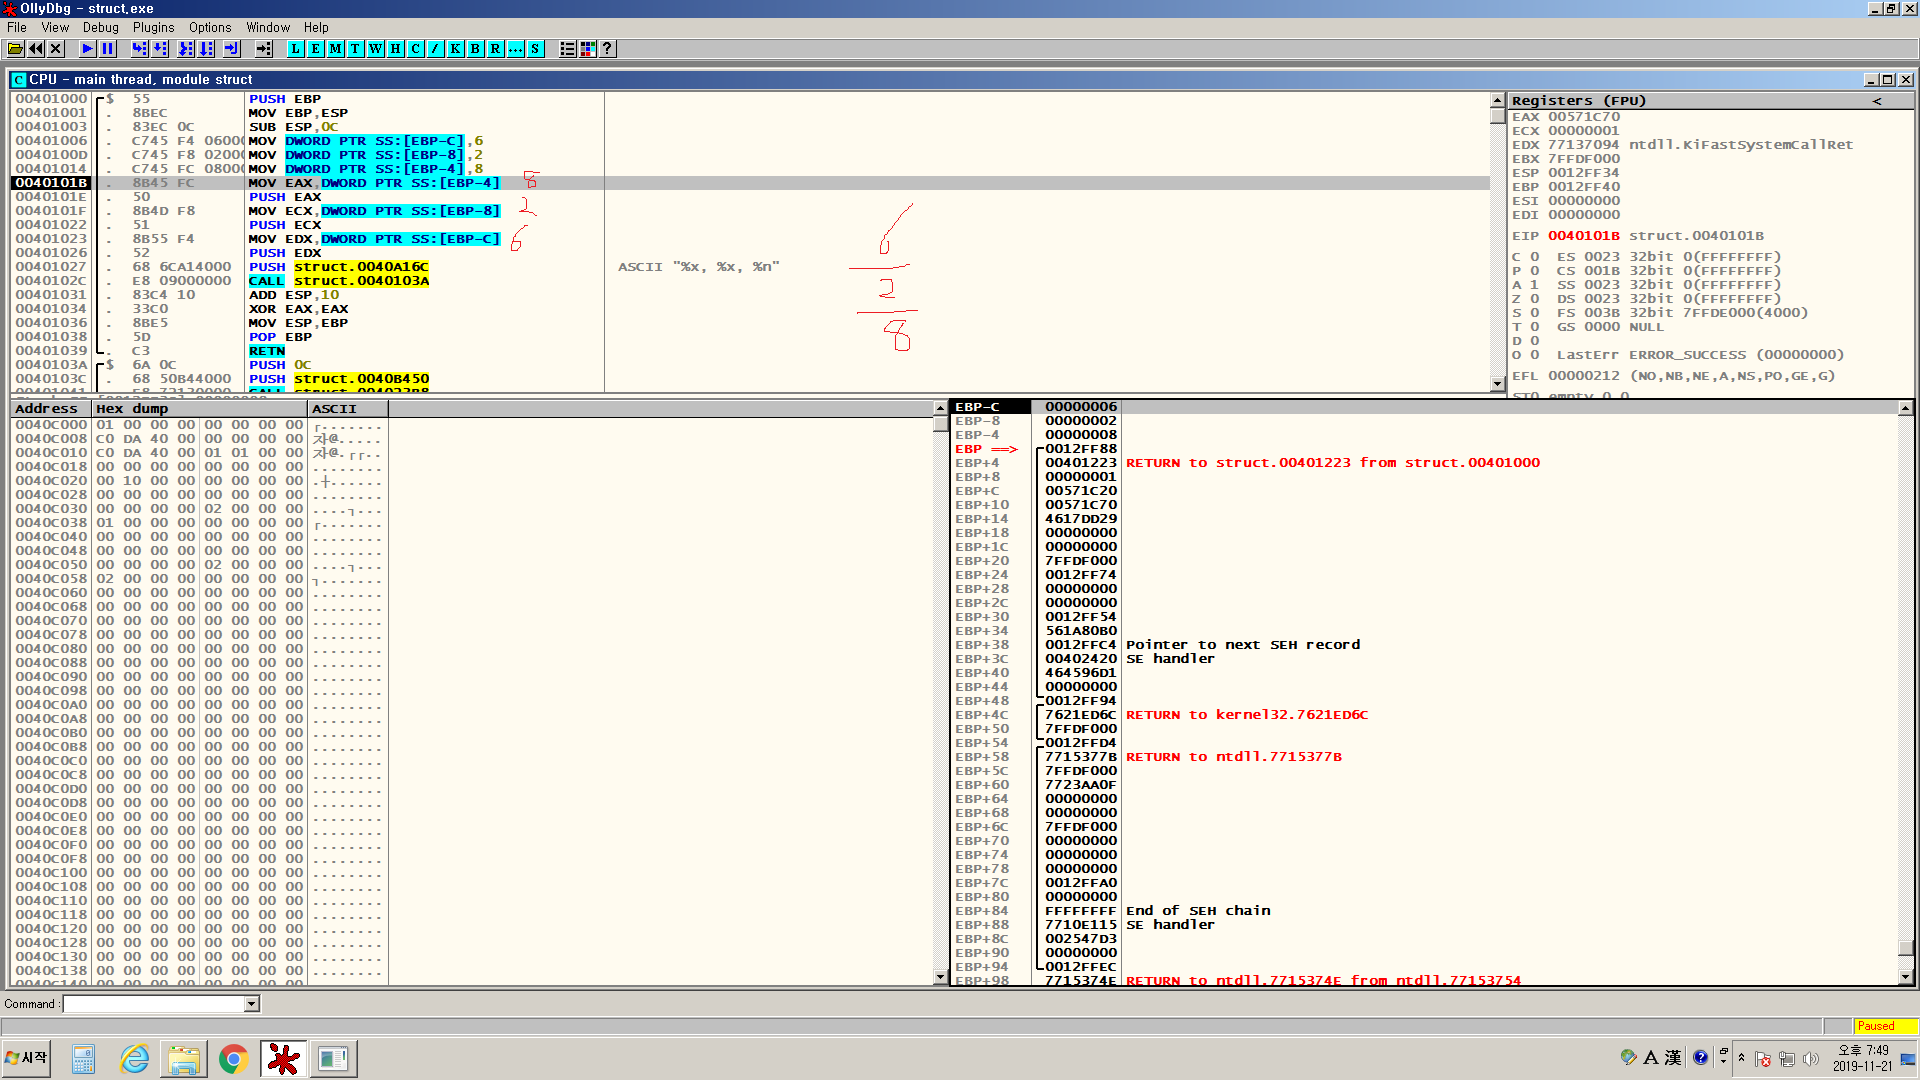 OllyDbg - struct.exe
File View Debug Plugins Options Window Help
L E M T W H C / K B R ... S ?
C CPU - main thread, module struct
00401000 $ 55 PUSH EBP
00401001 . 8BEC MOV EBP,ESP
00401003 . 83EC 0C SUB ESP,0C
00401006 . C745 F4 06000 MOV DWORD PTR SS:[EBP-C],6
0040100D . C745 F8 02000 MOV DWORD PTR SS:[EBP-8],2
00401014 . C745 FC 08000 MOV DWORD PTR SS:[EBP-4],8
0040101B . 8B45 FC MOV EAX,DWORD PTR SS:[EBP-4] 8
0040101E . 50 PUSH EAX
0040101F . 8B4D F8 MOV ECX,DWORD PTR SS:[EBP-8] 2
00401022 . 51 PUSH ECX
00401023 . 8B55 F4 MOV EDX,DWORD PTR SS:[EBP-C] 6
00401026 . 52 PUSH EDX
00401027 . 68 6CA14000 PUSH struct.0040A16C ASCII "%x, %x, %n"
0040102C . E8 09000000 CALL struct.0040103A
00401031 . 83C4 10 ADD ESP,10
00401034 . 33C0 XOR EAX,EAX
00401036 . 8BE5 MOV ESP,EBP
00401038 . 5D POP EBP
00401039 . C3 RETN
0040103A $ 6A 0C PUSH 0C
0040103C . 68 50B44000 PUSH struct.0040B450
6
2
8
Registers (FPU) <
EAX 00571C70
ECX 00000001
EDX 77137094 ntdll.KiFastSystemCallRet
EBX 7FFDF000
ESP 0012FF34
EBP 0012FF40
ESI 00000000
EDI 00000000
EIP 0040101B struct.0040101B
C 0 ES 0023 32bit 0(FFFFFFFF)
P 0 CS 001B 32bit 0(FFFFFFFF)
A 1 SS 0023 32bit 0(FFFFFFFF)
Z 0 DS 0023 32bit 0(FFFFFFFF)
S 0 FS 003B 32bit 7FFDE000(4000)
T 0 GS 0000 NULL
D 0
O 0 LastErr ERROR_SUCCESS (00000000)
EFL 00000212 (NO,NB,NE,A,NS,PO,GE,G)
ST0 empty 0.0
Address Hex dump ASCII
0040C000 01 00 00 00 00 00 00 00 ┌.......
0040C008 C0 DA 40 00 00 00 00 00 좌@.....
0040C010 C0 DA 40 00 01 01 00 00 좌@.┌┌..
0040C018 00 00 00 00 00 00 00 00 ........
0040C020 00 10 00 00 00 00 00 00 .┼......
0040C028 00 00 00 00 00 00 00 00 ........
0040C030 00 00 00 00 02 00 00 00 ....┐...
0040C038 01 00 00 00 00 00 00 00 ┌.......
0040C040 00 00 00 00 00 00 00 00 ........
0040C048 00 00 00 00 00 00 00 00 ........
0040C050 00 00 00 00 02 00 00 00 ....┐...
0040C058 02 00 00 00 00 00 00 00 ┐.......
0040C060 00 00 00 00 00 00 00 00 ........
0040C068 00 00 00 00 00 00 00 00 ........
0040C070 00 00 00 00 00 00 00 00 ........
0040C078 00 00 00 00 00 00 00 00 ........
0040C080 00 00 00 00 00 00 00 00 ........
0040C088 00 00 00 00 00 00 00 00 ........
0040C090 00 00 00 00 00 00 00 00 ........
0040C098 00 00 00 00 00 00 00 00 ........
0040C0A0 00 00 00 00 00 00 00 00 ........
0040C0A8 00 00 00 00 00 00 00 00 ........
0040C0B0 00 00 00 00 00 00 00 00 ........
0040C0B8 00 00 00 00 00 00 00 00 ........
0040C0C0 00 00 00 00 00 00 00 00 ........
0040C0C8 00 00 00 00 00 00 00 00 ........
0040C0D0 00 00 00 00 00 00 00 00 ........
0040C0D8 00 00 00 00 00 00 00 00 ........
0040C0E0 00 00 00 00 00 00 00 00 ........
0040C0E8 00 00 00 00 00 00 00 00 ........
0040C0F0 00 00 00 00 00 00 00 00 ........
0040C0F8 00 00 00 00 00 00 00 00 ........
0040C100 00 00 00 00 00 00 00 00 ........
0040C108 00 00 00 00 00 00 00 00 ........
0040C110 00 00 00 00 00 00 00 00 ........
0040C118 00 00 00 00 00 00 00 00 ........
0040C120 00 00 00 00 00 00 00 00 ........
0040C128 00 00 00 00 00 00 00 00 ........
0040C130 00 00 00 00 00 00 00 00 ........
0040C138 00 00 00 00 00 00 00 00 ........
0040C140 00 00 00 00 00 00 00 00 ........
EBP-C 00000006
EBP-8 00000002
EBP-4 00000008
EBP ==> 0012FF88
EBP+4 00401223 RETURN to struct.00401223 from struct.00401000
EBP+8 00000001
EBP+C 00571C20
EBP+10 00571C70
EBP+14 4617DD29
EBP+18 00000000
EBP+1C 00000000
EBP+20 7FFDF000
EBP+24 0012FF74
EBP+28 00000000
EBP+2C 00000000
EBP+30 0012FF54
EBP+34 561A80B0
EBP+38 0012FFC4 Pointer to next SEH record
EBP+3C 00402420 SE handler
EBP+40 464596D1
EBP+44 00000000
EBP+48 0012FF94
EBP+4C 7621ED6C RETURN to kernel32.7621ED6C
EBP+50 7FFDF000
EBP+54 0012FFD4
EBP+58 7715377B RETURN to ntdll.7715377B
EBP+5C 7FFDF000
EBP+60 7723AA0F
EBP+64 00000000
EBP+68 00000000
EBP+6C 7FFDF000
EBP+70 00000000
EBP+74 00000000
EBP+78 00000000
EBP+7C 0012FFA0
EBP+80 00000000
EBP+84 FFFFFFFF End of SEH chain
EBP+88 7710E115 SE handler
EBP+8C 002547D3
EBP+90 00000000
EBP+94 0012FFEC
EBP+98 7715374E RETURN to ntdll.7715374E from ntdll.77153754
Command :
Paused
시작
A 漢 ?
오후 7:49
2019-11-21